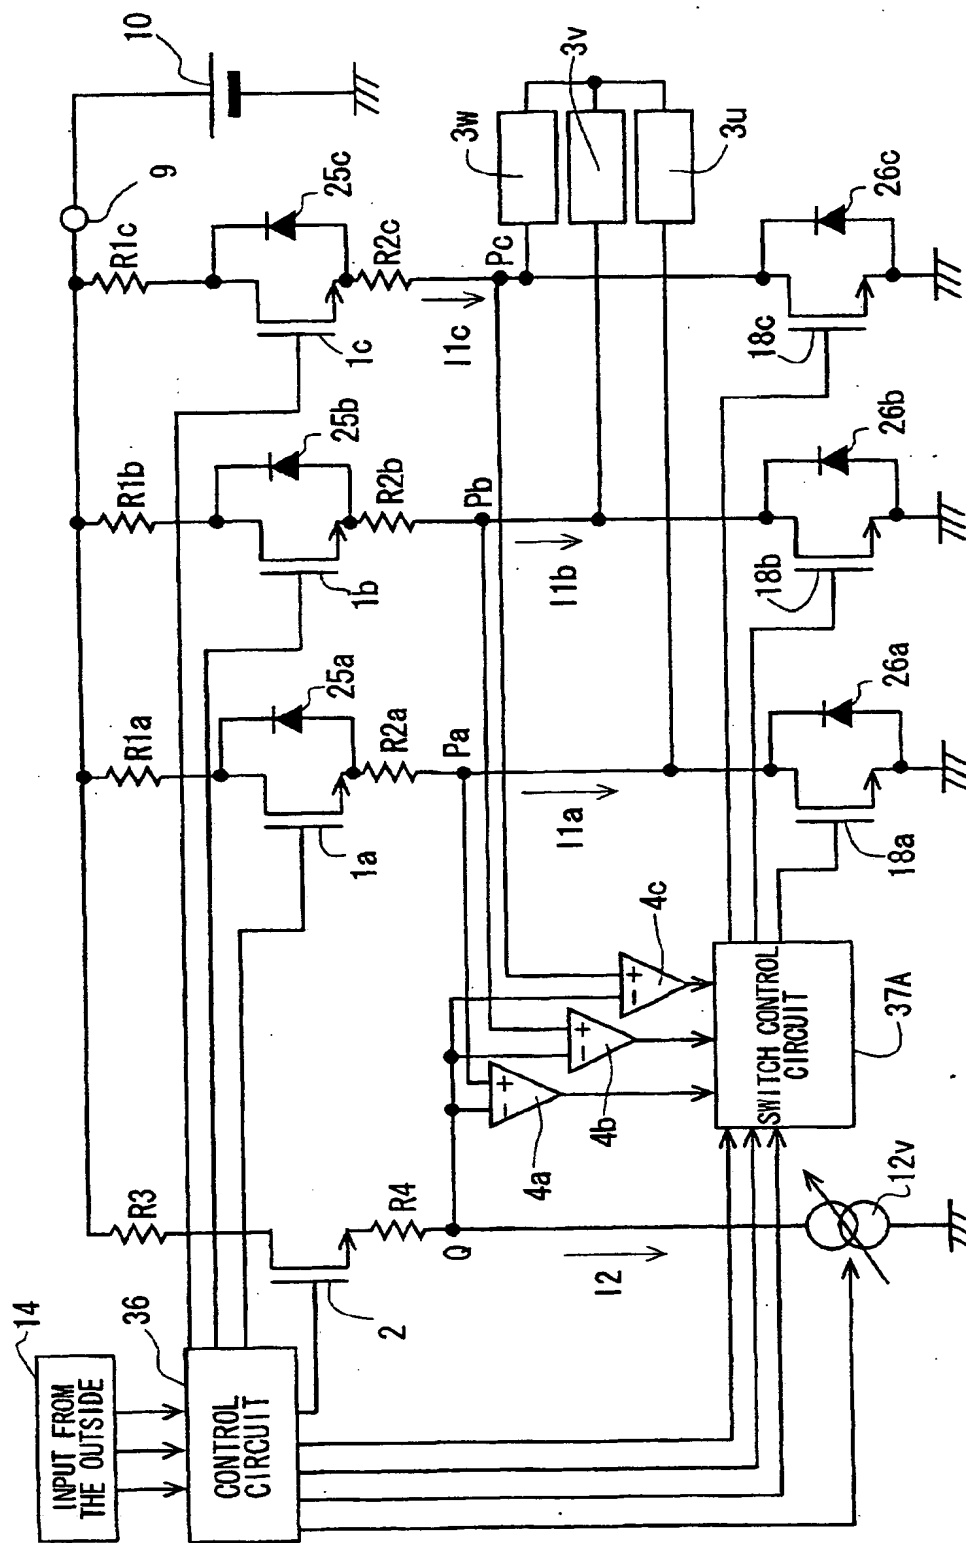 14
INPUT FROM
THE OUTSIDE
36
CONTROL
CIRCUIT
R3
2
R4
Q
I2
12v
R1a
25a
1a
R2a
Pa
I1a
R1b
25b
1b
R2b
Pb
I1b
R1c
25c
1c
R2c
Pc
I1c
9
10
3w
3v
3u
4a
4b
4c
SWITCH CONTROL
CIRCUIT
37A
18a
26a
18b
26b
18c
26c
− +
− +
− +